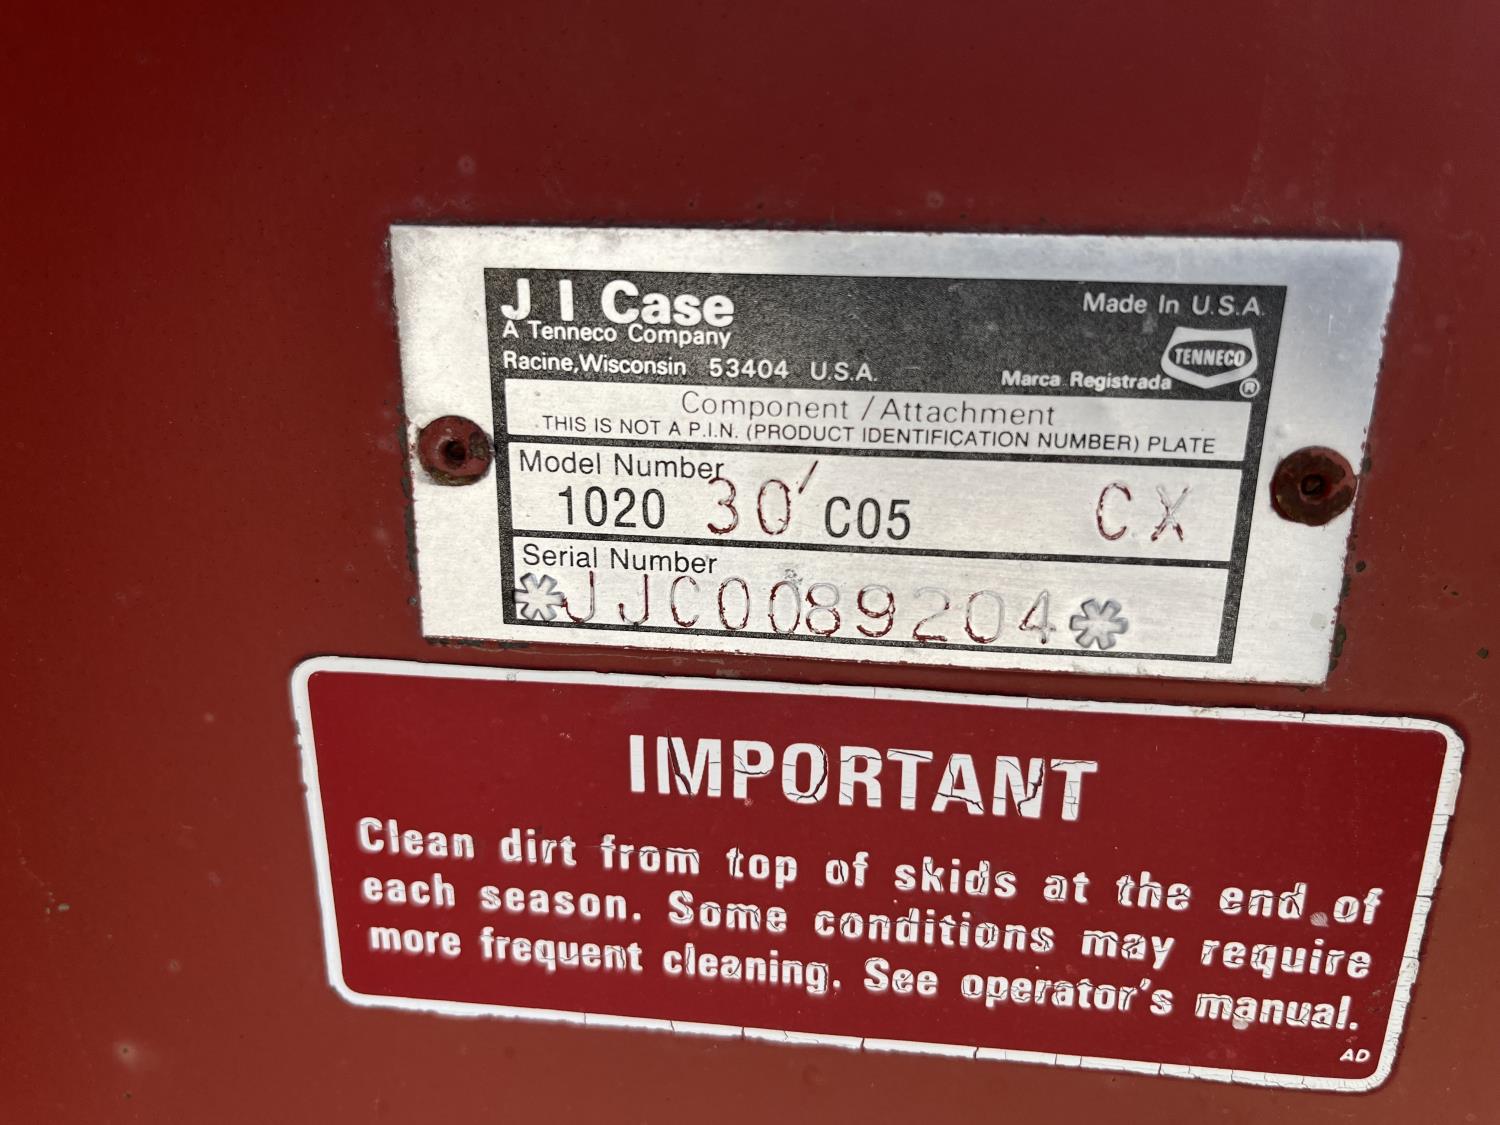 J I Case
Made In U.S.A.
A Tenneco Company
TENNECO
Racine, Wisconsin 53404 U.S.A.
Marca Registrada ®
Component / Attachment
THIS IS NOT A P.I.N. (PRODUCT IDENTIFICATION NUMBER) PLATE
Model Number
1020 30' C05 CX
Serial Number
*JJC0089204*
IMPORTANT
Clean dirt from top of skids at the end of
each season. Some conditions may require
more frequent cleaning. See operator's manual.
AD